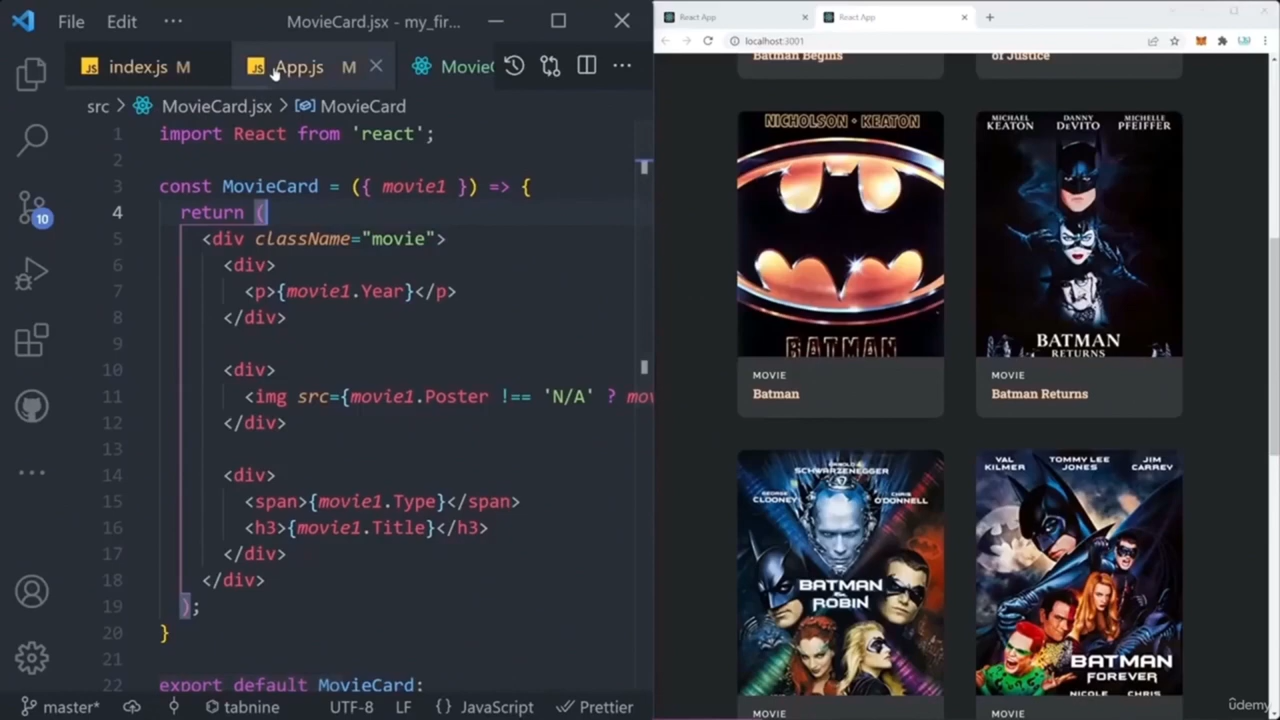 File Edit ··· MovieCard.jsx - my_fir...
index.js M App.js M Movie
src > MovieCard.jsx > MovieCard
1 import React from 'react';
2
3 const MovieCard = ({ movie1 }) => {
4 return (
5 <div className="movie">
6 <div>
7 <p>{movie1.Year}</p>
8 </div>
9
10 <div>
11 <img src={movie1.Poster !== 'N/A' ? mov
12 </div>
13
14 <div>
15 <span>{movie1.Type}</span>
16 <h3>{movie1.Title}</h3>
17 </div>
18 </div>
19 );
20 }
21
22 export default MovieCard;
10
master* tabnine UTF-8 LF {} JavaScript Prettier
React App React App
localhost:3001
Batman Begins of Justice
NICHOLSON · KEATON
BATMAN
MOVIE
Batman
MICHAEL KEATON DANNY DEVITO MICHELLE PFEIFFER
BATMAN
RETURNS
MOVIE
Batman Returns
ARNOLD SCHWARZENEGGER
GEORGE CLOONEY CHRIS O'DONNELL
BATMAN
&
ROBIN
MOVIE
VAL KILMER TOMMY LEE JONES JIM CARREY
BATMAN
FOREVER
NICOLE CHRIS
MOVIE
udemy